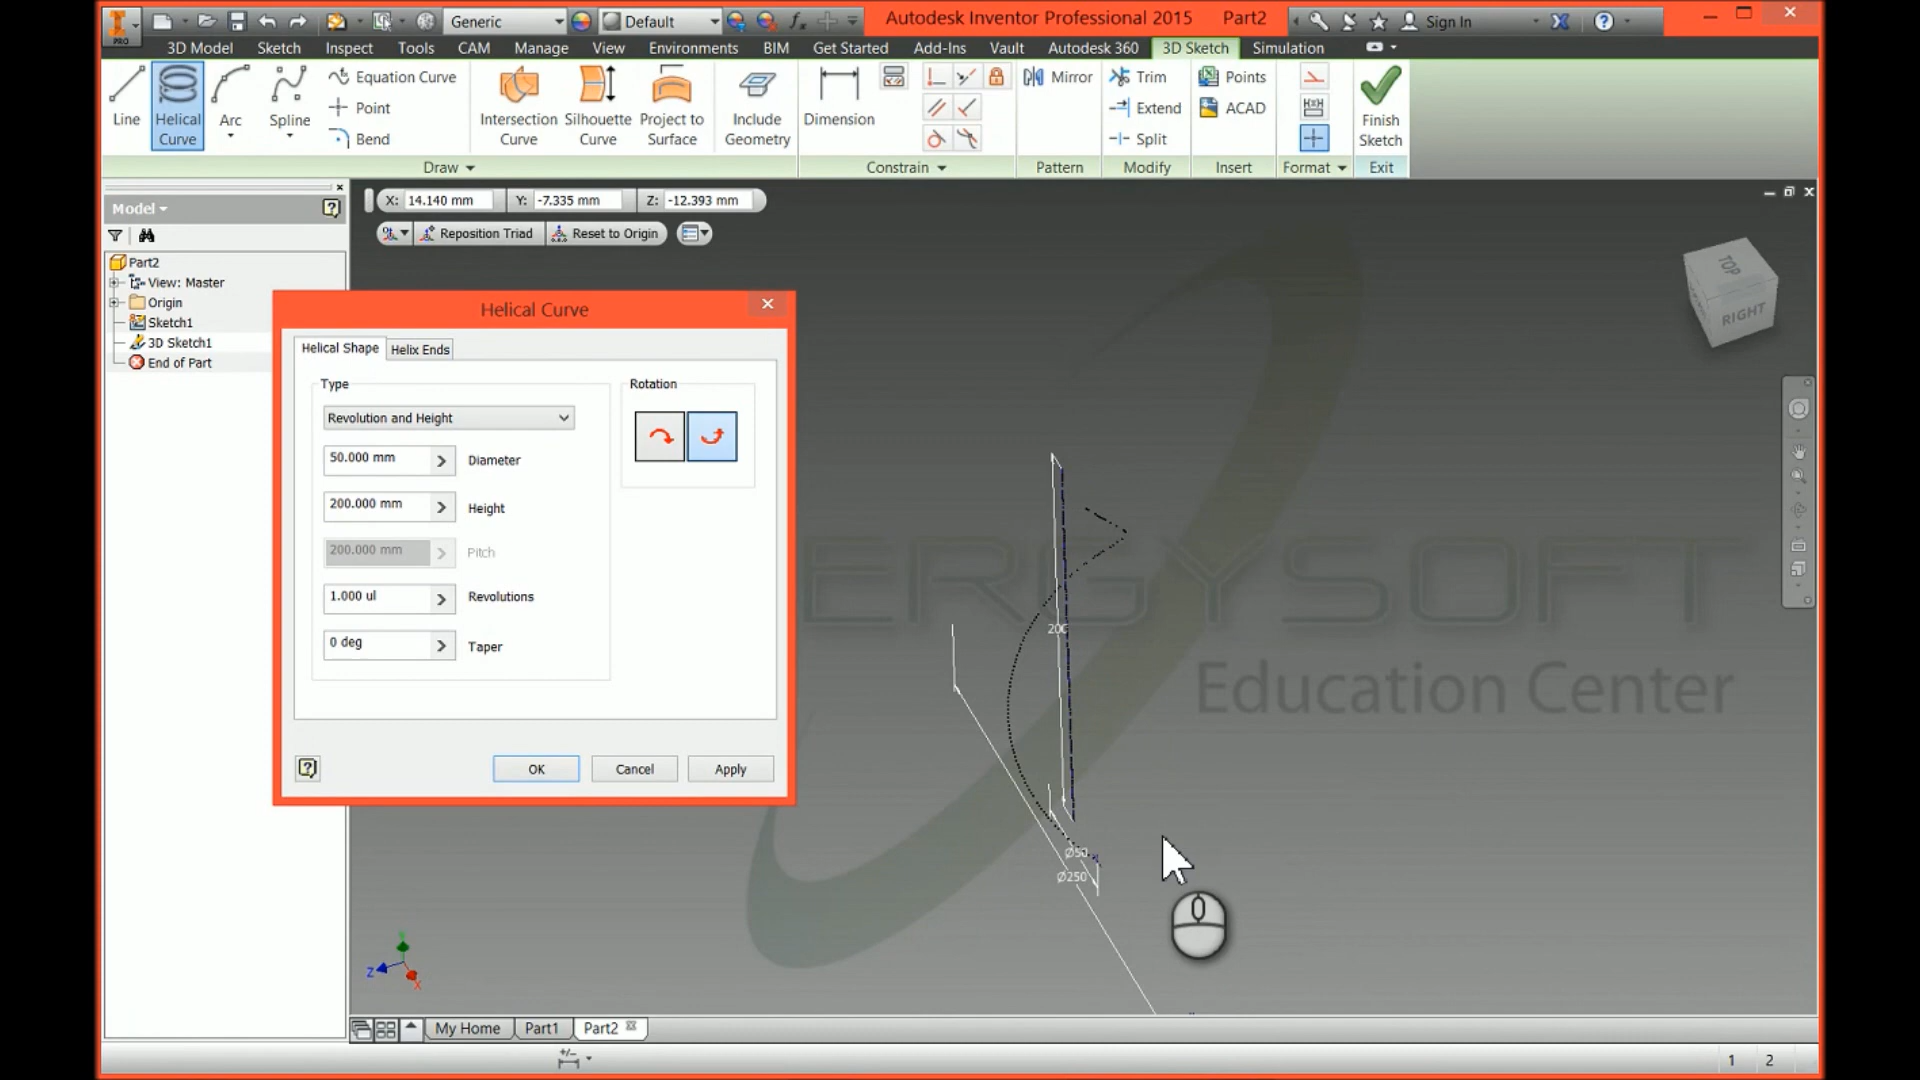 PRO
Generic
Default
Autodesk Inventor Professional 2015 Part2
Sign In
3D Model Sketch Inspect Tools CAM Manage View Environments BIM Get Started Add-Ins Vault Autodesk 360 3D Sketch Simulation
Line
Helical Curve
Arc
Spline
Equation Curve
Point
Bend
Intersection Curve
Silhouette Curve
Project to Surface
Include Geometry
Dimension
Mirror
Trim
Extend
Split
Points
ACAD
Finish Sketch
Draw Constrain Pattern Modify Insert Format Exit
Model
X: 14.140 mm Y: -7.335 mm Z: -12.393 mm
Reposition Triad Reset to Origin
Part2
View: Master
Origin
Sketch1
3D Sketch1
End of Part
Helical Curve
Helical Shape Helix Ends
Type
Rotation
Revolution and Height
50.000 mm Diameter
200.000 mm Height
200.000 mm Pitch
1.000 ul Revolutions
0 deg Taper
OK Cancel Apply
TOP
RIGHT
200
ERGYSOFT
Education Center
Ø50
Ø250
Z
X
My Home Part1 Part2
1 2